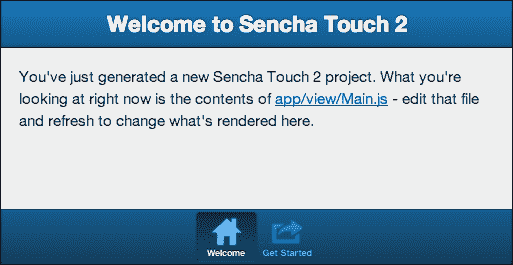 Welcome to Sencha Touch 2
You've just generated a new Sencha Touch 2 project. What you're
looking at right now is the contents of app/view/Main.js - edit that file
and refresh to change what's rendered here.
Welcome
Get Started